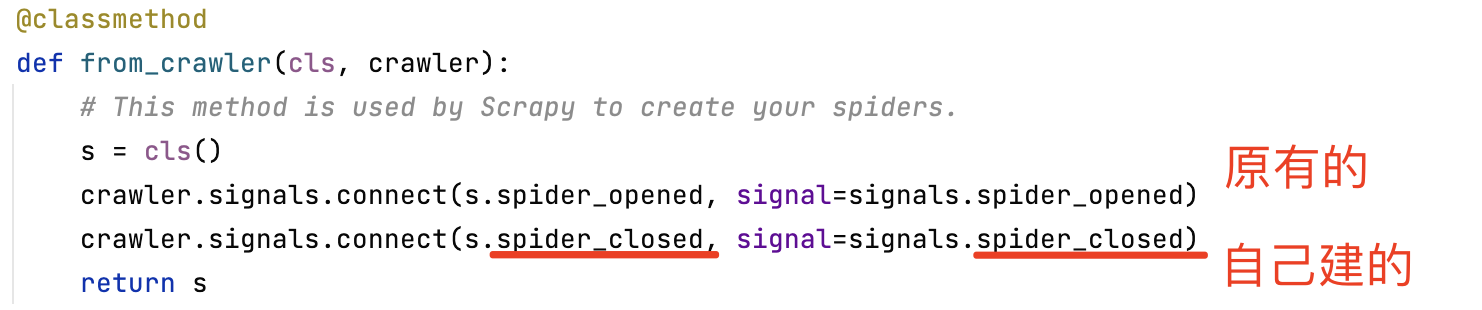 @classmethod
def from_crawler(cls, crawler):
    # This method is used by Scrapy to create your spiders.
    s = cls()
    crawler.signals.connect(s.spider_opened, signal=signals.spider_opened) 原有的
    crawler.signals.connect(s.spider_closed, signal=signals.spider_closed) 自己建的
    return s